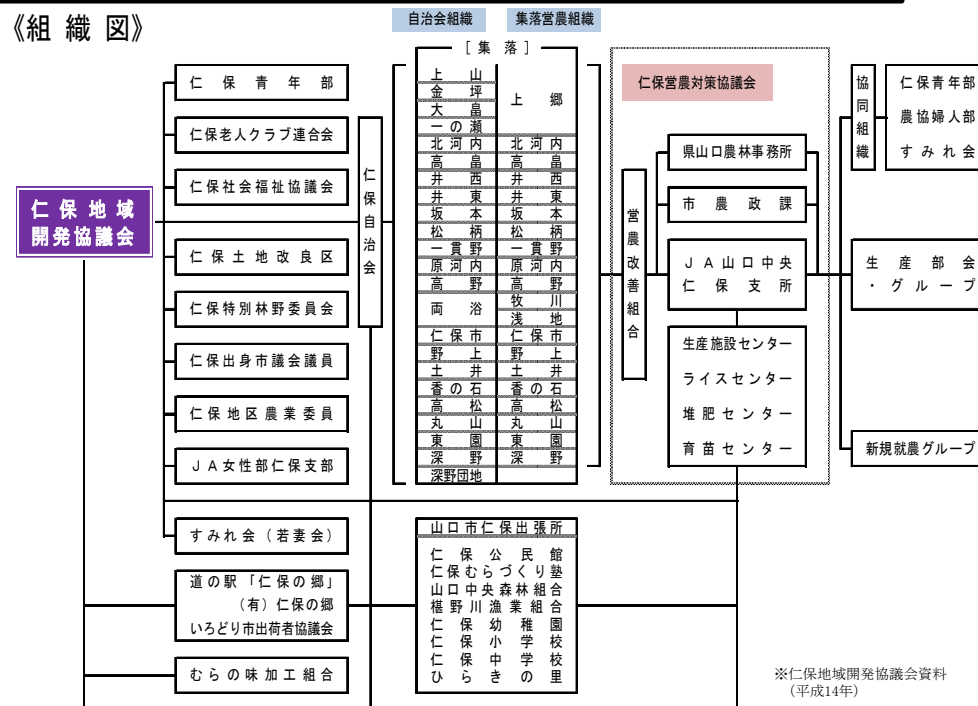 《組織図》
自治会組織
集落営農組織
[集落]
仁保地域
開発協議会
仁保青年部
仁保老人クラブ連合会
仁保社会福祉協議会
仁保土地改良区
仁保特別林野委員会
仁保出身市議会議員
仁保地区農業委員
JA女性部仁保支部
すみれ会(若妻会)
道の駅「仁保の郷」
(有)仁保の郷
いろどり市出荷者協議会
むらの味加工組合
仁保自治会
上山
金坪
大畠
一の瀬
北河内
高畠
井西
井東
坂本
松柄
一貫野
原河内
高野
両浴
仁保市
野上
土井
香の石
高松
丸山
東園
深野
深野団地
上郷
北河内
高畠
井西
井東
坂本
松柄
一貫野
原河内
高野
牧川
浅地
仁保市
野上
土井
香の石
高松
丸山
東園
深野
山口市仁保出張所
仁保公民館
仁保むらづくり塾
山口中央森林組合
椹野川漁業組合
仁保幼稚園
仁保小学校
仁保中学校
ひらきの里
仁保営農対策協議会
営農改善組合
県山口農林事務所
市農政課
JA山口中央
仁保支所
生産施設センター
ライスセンター
堆肥センター
育苗センター
協同組織
仁保青年部
農協婦人部
すみれ会
生産部会
・グループ
新規就農グループ
※仁保地域開発協議会資料
(平成14年)